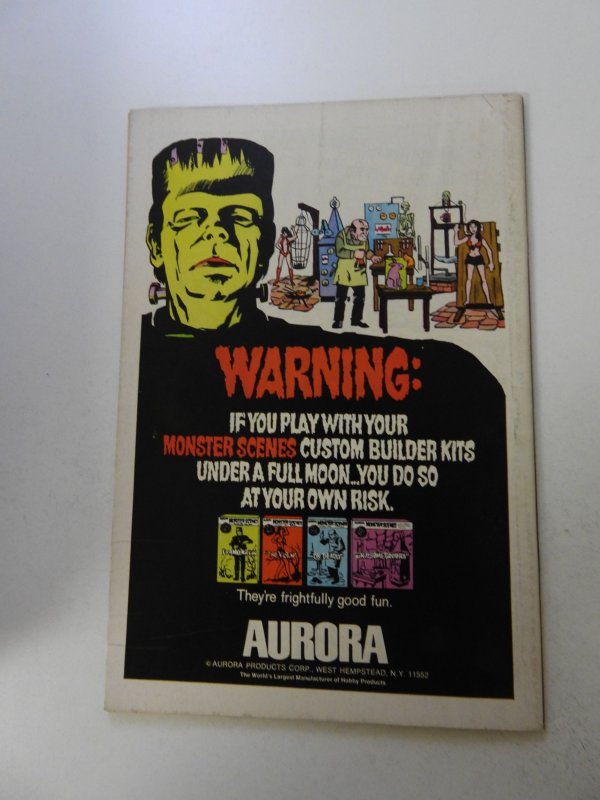 WARNING:
IF YOU PLAY WITH YOUR
MONSTER SCENES CUSTOM BUILDER KITS
UNDER A FULL MOON...YOU DO SO
AT YOUR OWN RISK.
They're frightfully good fun.
AURORA
© AURORA PRODUCTS CORP., WEST HEMPSTEAD, N.Y. 11552
The World's Largest Manufacturer of Hobby Products